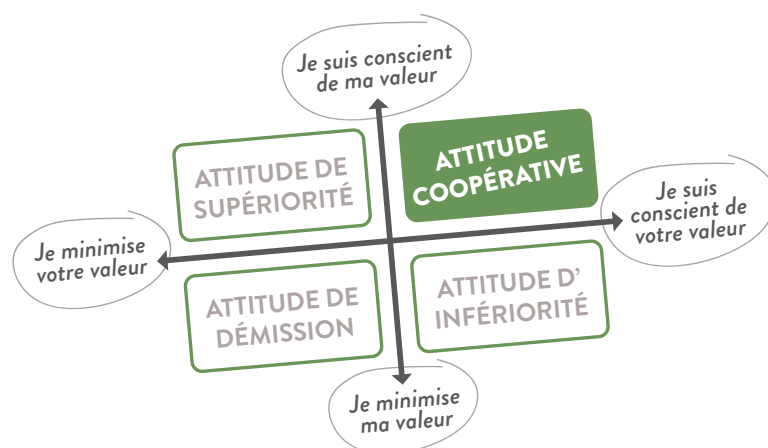 Je suis conscient
de ma valeur
ATTITUDE DE
SUPÉRIORITÉ
ATTITUDE
COOPÉRATIVE
Je minimise
votre valeur
Je suis
conscient de
votre valeur
ATTITUDE DE
DÉMISSION
ATTITUDE D’
INFÉRIORITÉ
Je minimise
ma valeur